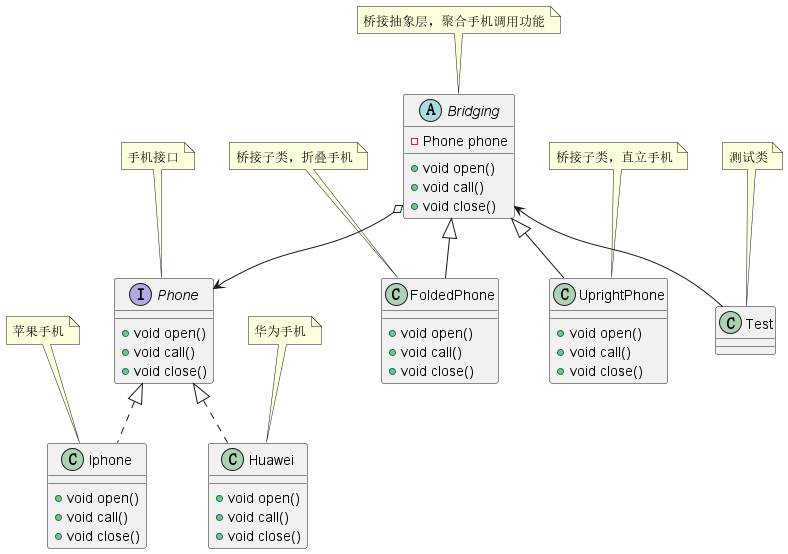 桥接抽象层，聚合手机调用功能
A Bridging
Phone phone
void open()
void call()
void close()
手机接口
桥接子类，折叠手机
桥接子类，直立手机
测试类
I Phone
void open()
void call()
void close()
C FoldedPhone
void open()
void call()
void close()
C UprightPhone
void open()
void call()
void close()
C Test
苹果手机
华为手机
C Iphone
void open()
void call()
void close()
C Huawei
void open()
void call()
void close()